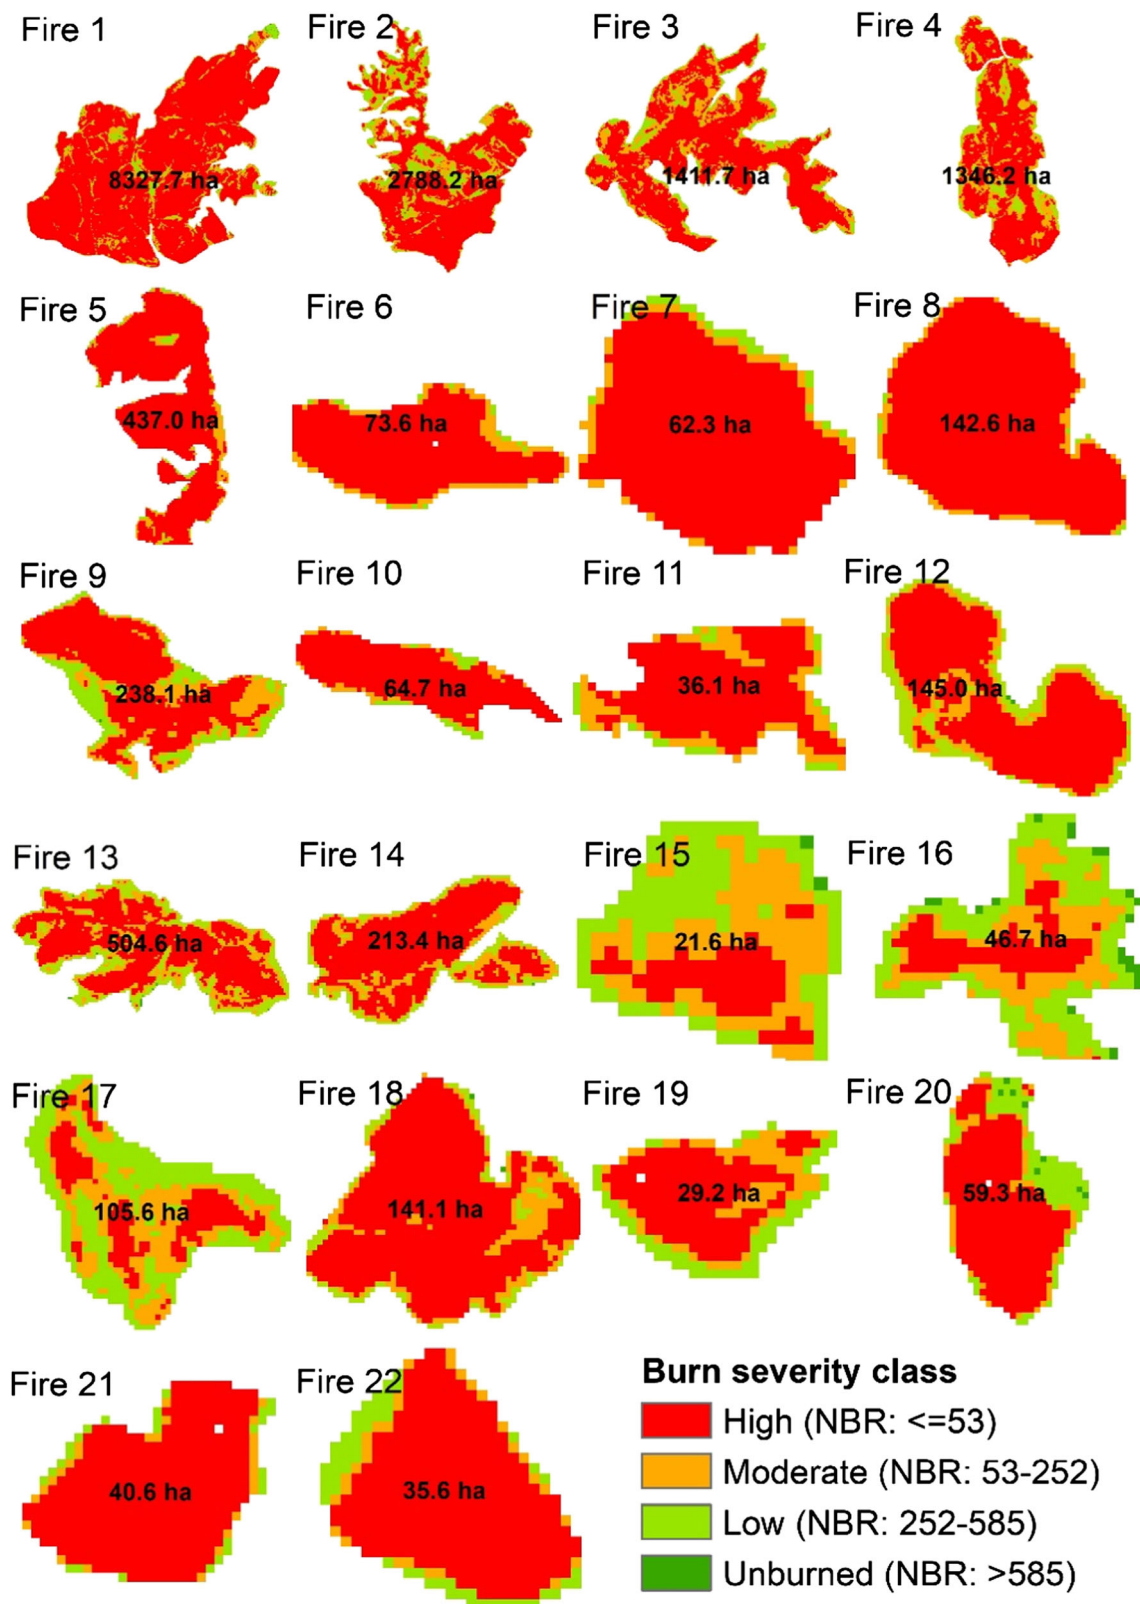 Fire 1
Fire 2
Fire 3
Fire 4
8327.7 ha
2788.2 ha
1411.7 ha
1346.2 ha
Fire 5
Fire 6
Fire 7
Fire 8
437.0 ha
73.6 ha
62.3 ha
142.6 ha
Fire 9
Fire 10
Fire 11
Fire 12
238.1 ha
64.7 ha
36.1 ha
145.0 ha
Fire 13
Fire 14
Fire 15
Fire 16
504.6 ha
213.4 ha
21.6 ha
46.7 ha
Fire 17
Fire 18
Fire 19
Fire 20
105.6 ha
141.1 ha
29.2 ha
59.3 ha
Fire 21
Fire 22
40.6 ha
35.6 ha
Burn severity class
High (NBR: <=53)
Moderate (NBR: 53-252)
Low (NBR: 252-585)
Unburned (NBR: >585)